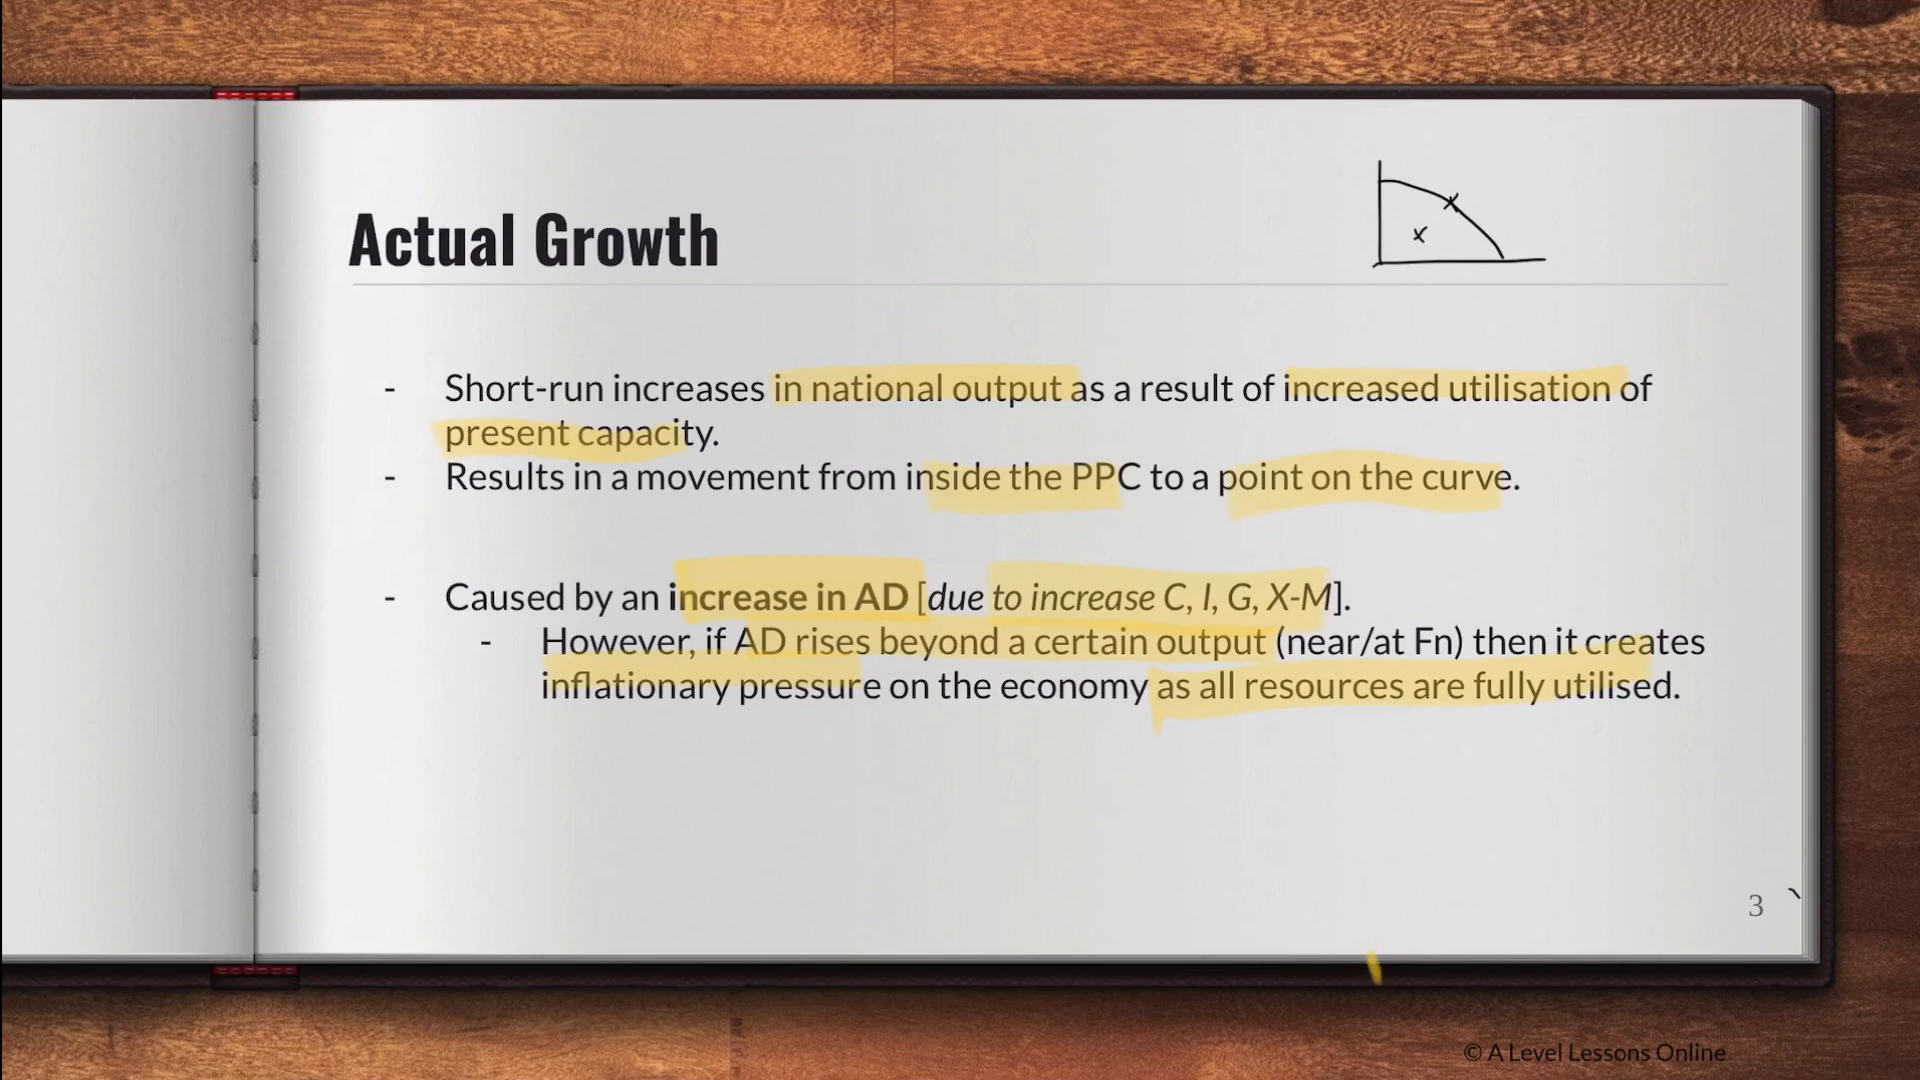 Actual Growth
- Short-run increases in national output as a result of increased utilisation of
present capacity.
- Results in a movement from inside the PPC to a point on the curve.
- Caused by an increase in AD [due to increase C, I, G, X-M].
- However, if AD rises beyond a certain output (near/at Fn) then it creates
inflationary pressure on the economy as all resources are fully utilised.
3
© A Level Lessons Online